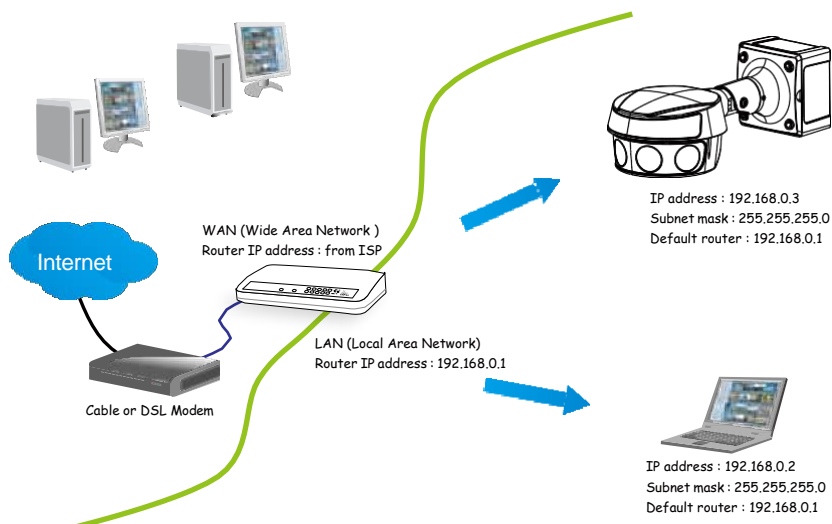 WAN (Wide Area Network )
Router IP address : from ISP
Internet
LAN (Local Area Network)
Router IP address : 192.168.0.1
Cable or DSL Modem
IP address : 192.168.0.3
Subnet mask : 255.255.255.0
Default router : 192.168.0.1
IP address : 192.168.0.2
Subnet mask : 255.255.255.0
Default router : 192.168.0.1